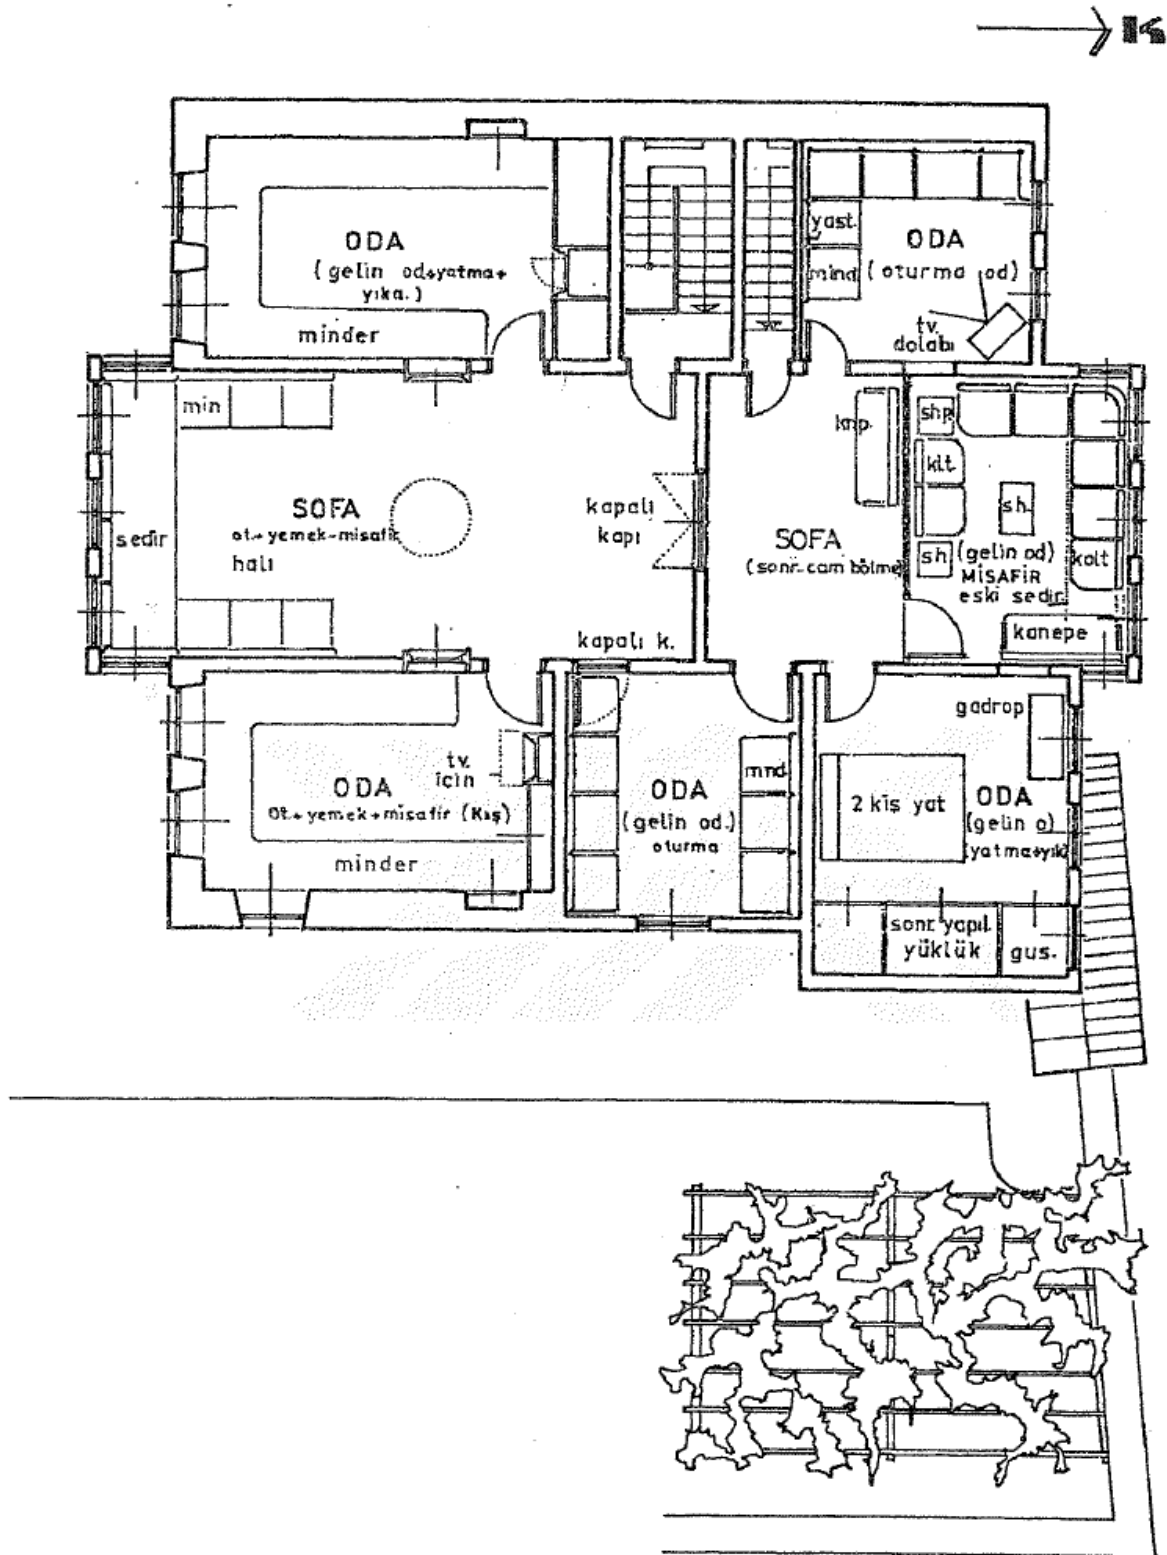 K
ODA
(gelin od+yatma+
yıka.)
minder
yast.
mind
ODA
(oturma od)
tv.
dolabı
min
sedir
SOFA
ot.+yemek-misafir
halı
kapalı
kapı
kapalı k.
knp.
SOFA
(sonr.cam bölme)
shp
klt.
sh.
sh
(gelin od)
MİSAFİR
eski sedir
kolt
kanepe
tv.
için
ODA
Ot.+yemek+misafir (Kış)
minder
mnd.
ODA
(gelin od.)
oturma
gadrop
2 kiş yat
ODA
(gelin o)
(yatma+yık)
sonr yapıl.
yüklük
gus.